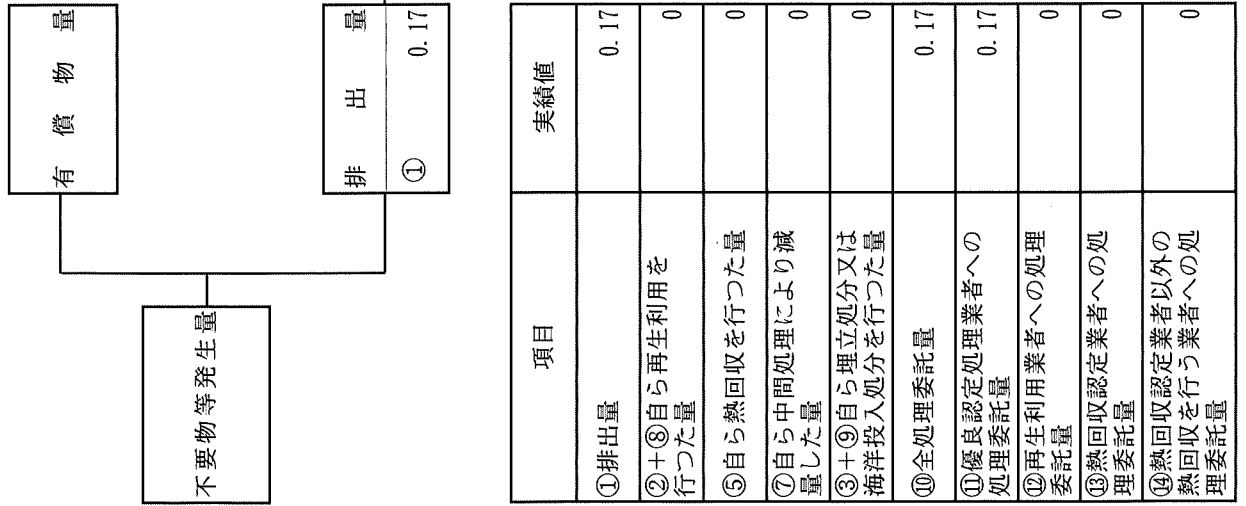 不要物等発生量
有償物量
排出量
① 0.17
項目 実績値
①排出量 0.17
②+⑧自ら再生利用を
行つた量 0
⑤自ら熱回収を行つた量 0
⑦自ら中間処理により減
量した量 0
③+⑨自ら埋立処分又は
海洋投入処分を行つた量 0
⑩全処理委託量 0.17
⑪優良認定処理業者への
処理委託量 0.17
⑫再生利用業者への処理
委託量 0
⑬熱回収認定業者への処
理委託量 0
⑭熱回収認定業者以外の
熱回収を行う業者への処
理委託量 0